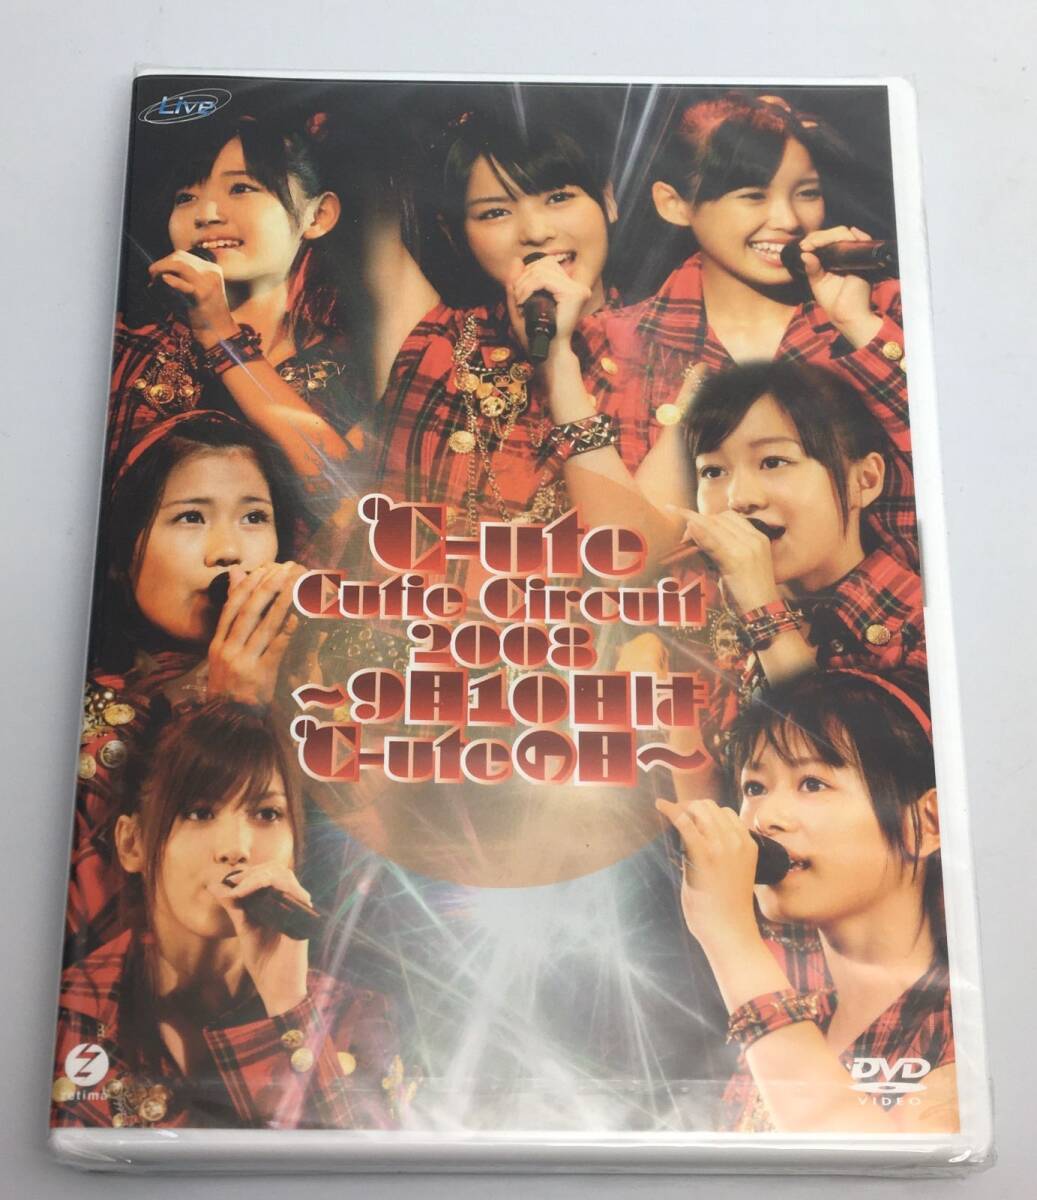 Live
℃-ute
Cutie Circuit
2008
~9月10日は
℃-uteの日~
zetima
DVD
VIDEO